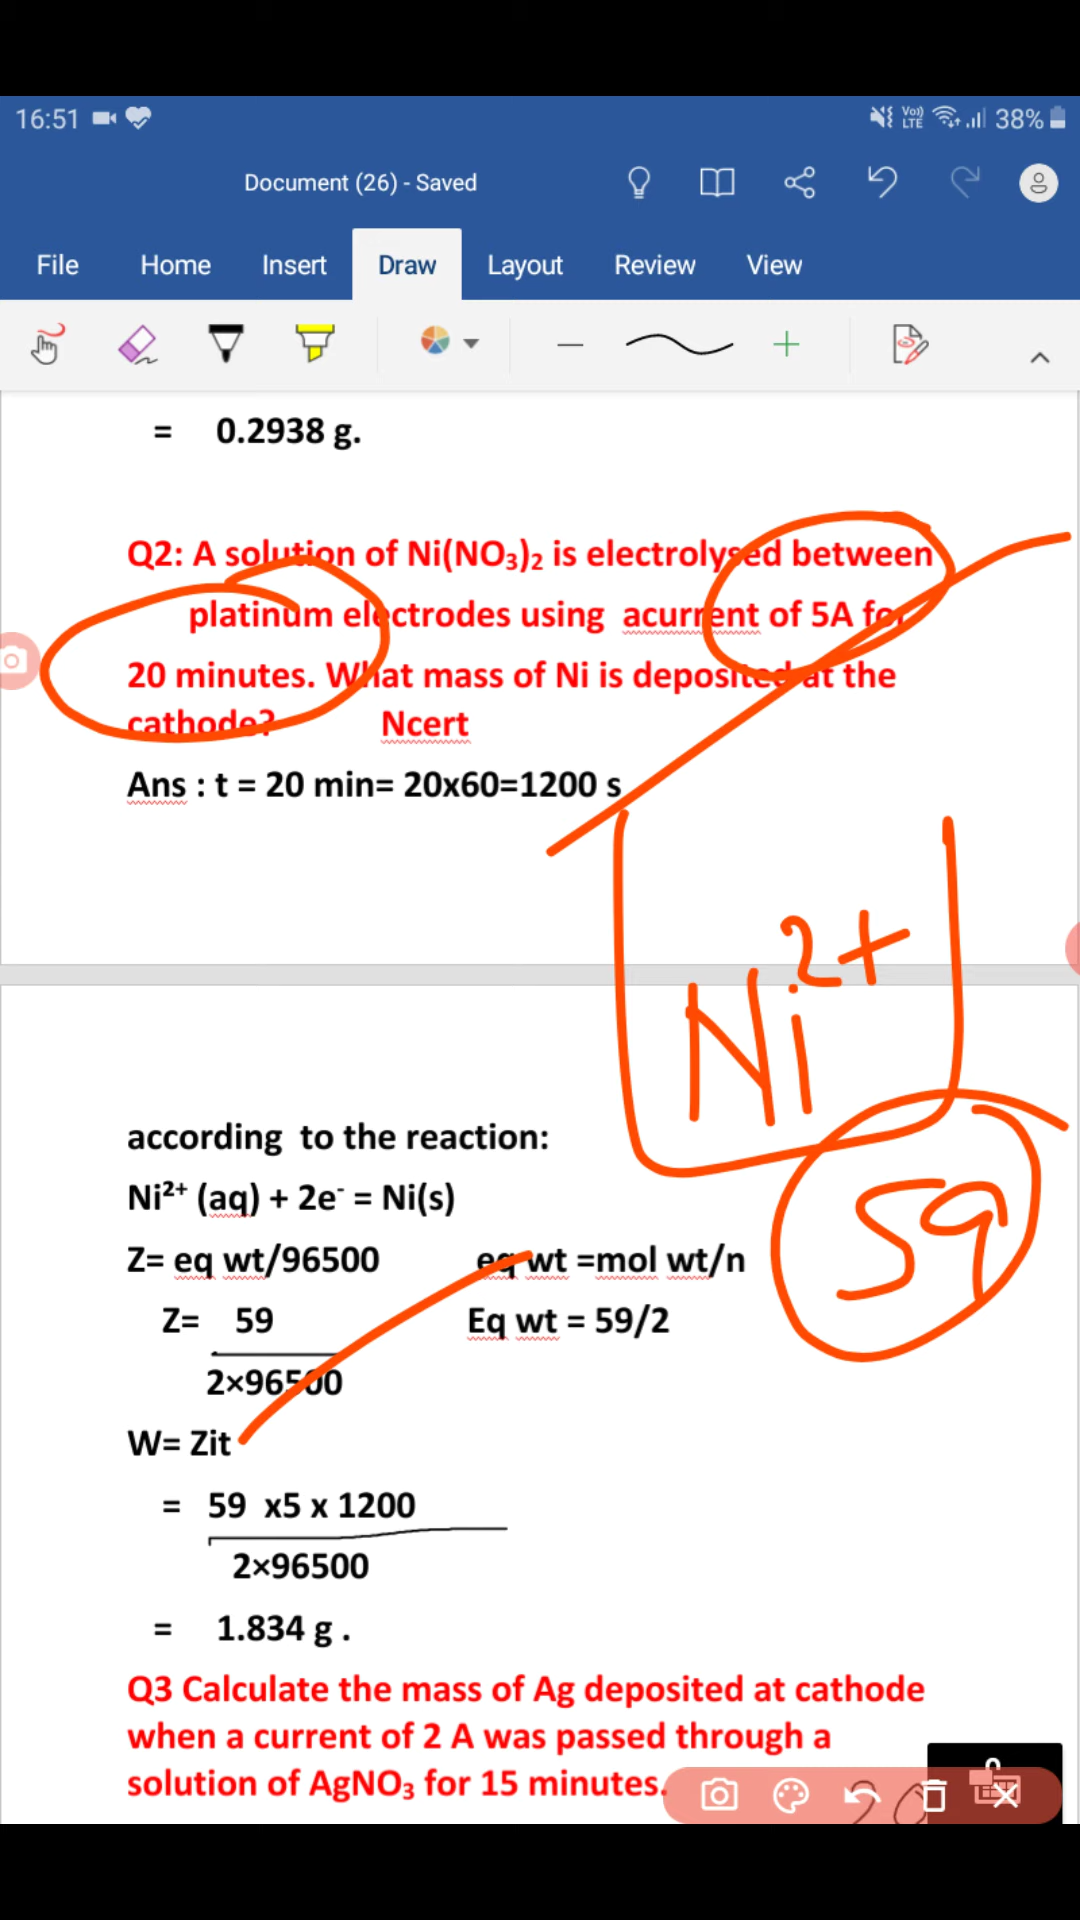 16:51 Vo)) LTE 38%
Document (26) - Saved
File Home Insert Draw Layout Review View
= 0.2938 g.
Q2: A solution of Ni(NO₃)₂ is electrolysed between
platinum electrodes using acurrent of 5A for
20 minutes. What mass of Ni is deposited at the
cathode? Ncert
Ans : t = 20 min= 20x60=1200 s
Ni²⁺
according to the reaction:
Ni²⁺ (aq) + 2e⁻ = Ni(s)
59
Z= eq wt/96500 eq wt =mol wt/n
Z= 59 Eq wt = 59/2
2×96500
W= Zit
= 59 x5 x 1200
2×96500
= 1.834 g .
Q3 Calculate the mass of Ag deposited at cathode
when a current of 2 A was passed through a
solution of AgNO₃ for 15 minutes.